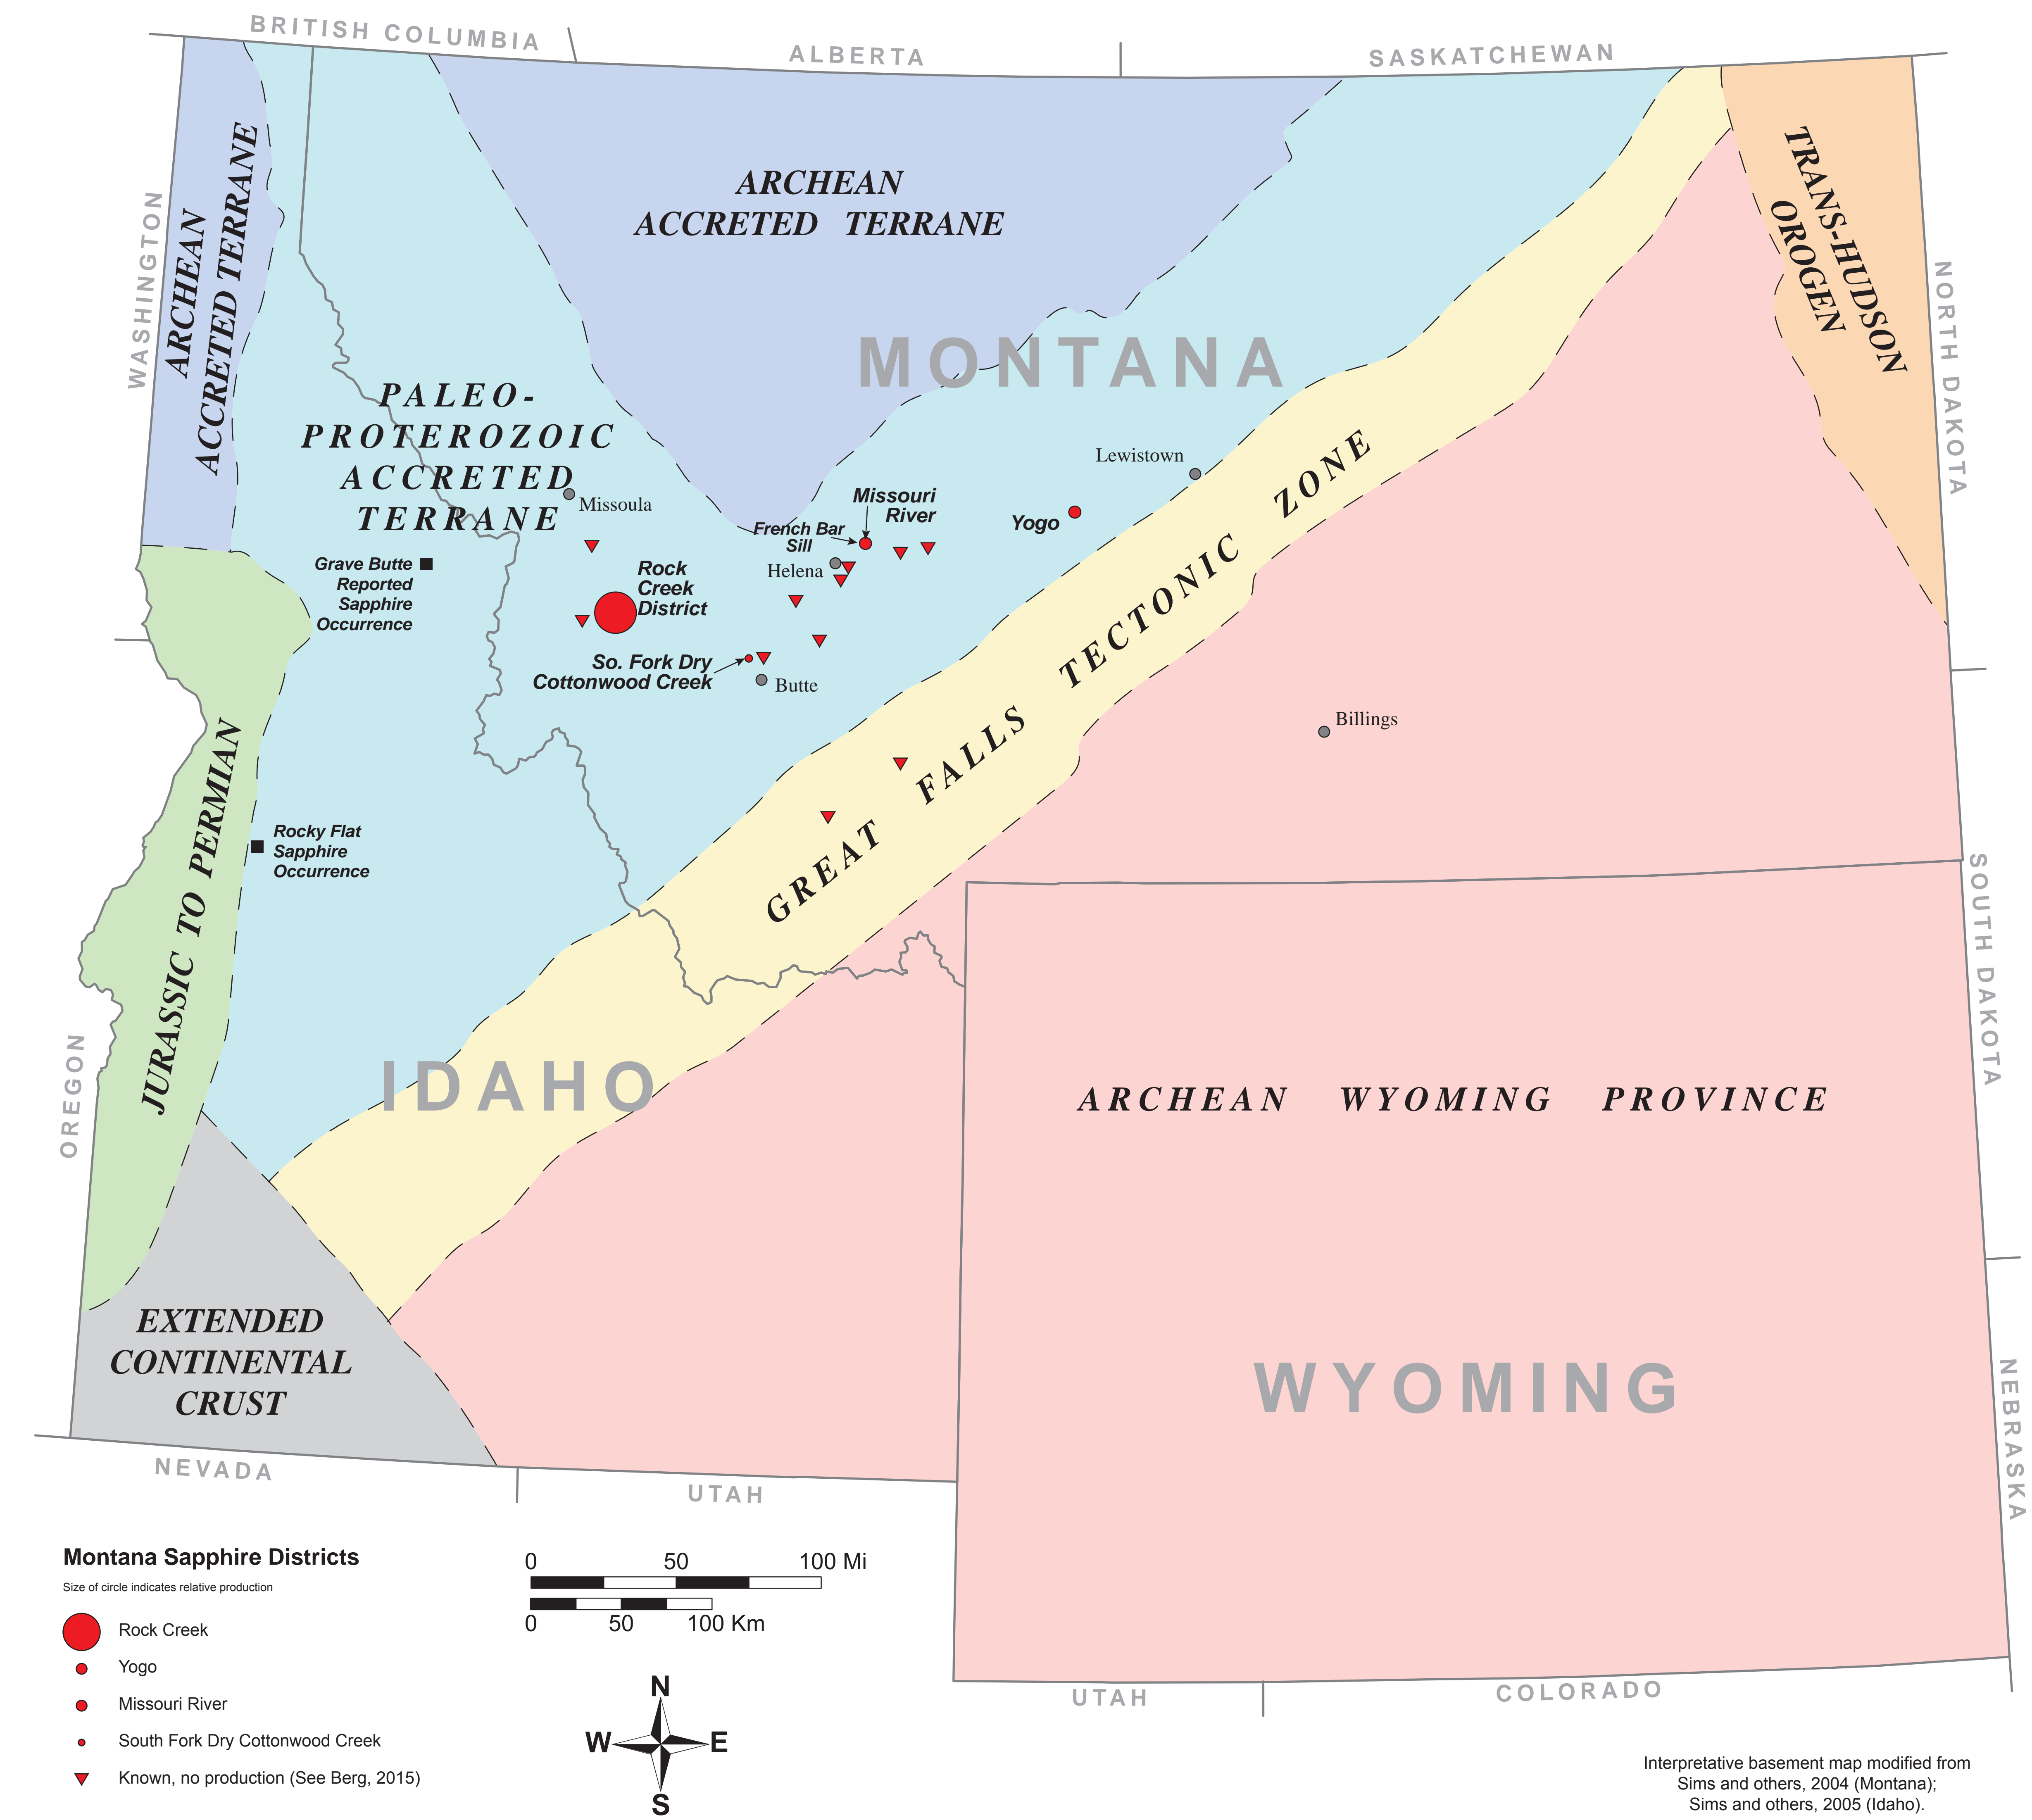 BRITISH COLUMBIA
ALBERTA
SASKATCHEWAN
WASHINGTON
ARCHEAN
ACCRETED TERRANE
ARCHEAN
ACCRETED TERRANE
TRANS-HUDSON
OROGEN
NORTH DAKOTA
MONTANA
PALEO-
PROTEROZOIC
ACCRETED
TERRANE
Missoula
Lewistown
Missouri
River
French Bar
Sill
Yogo
Helena
Grave Butte
Reported
Sapphire
Occurrence
Rock
Creek
District
So. Fork Dry
Cottonwood Creek
Butte
GREAT FALLS TECTONIC ZONE
Billings
JURASSIC TO PERMIAN
Rocky Flat
Sapphire
Occurrence
SOUTH DAKOTA
OREGON
IDAHO
ARCHEAN WYOMING PROVINCE
EXTENDED
CONTINENTAL
CRUST
WYOMING
NEBRASKA
NEVADA
UTAH
UTAH
COLORADO
Montana Sapphire Districts
Size of circle indicates relative production
Rock Creek
Yogo
Missouri River
South Fork Dry Cottonwood Creek
Known, no production (See Berg, 2015)
0 50 100 Mi
0 50 100 Km
N
W E
S
Interpretative basement map modified from
Sims and others, 2004 (Montana);
Sims and others, 2005 (Idaho).